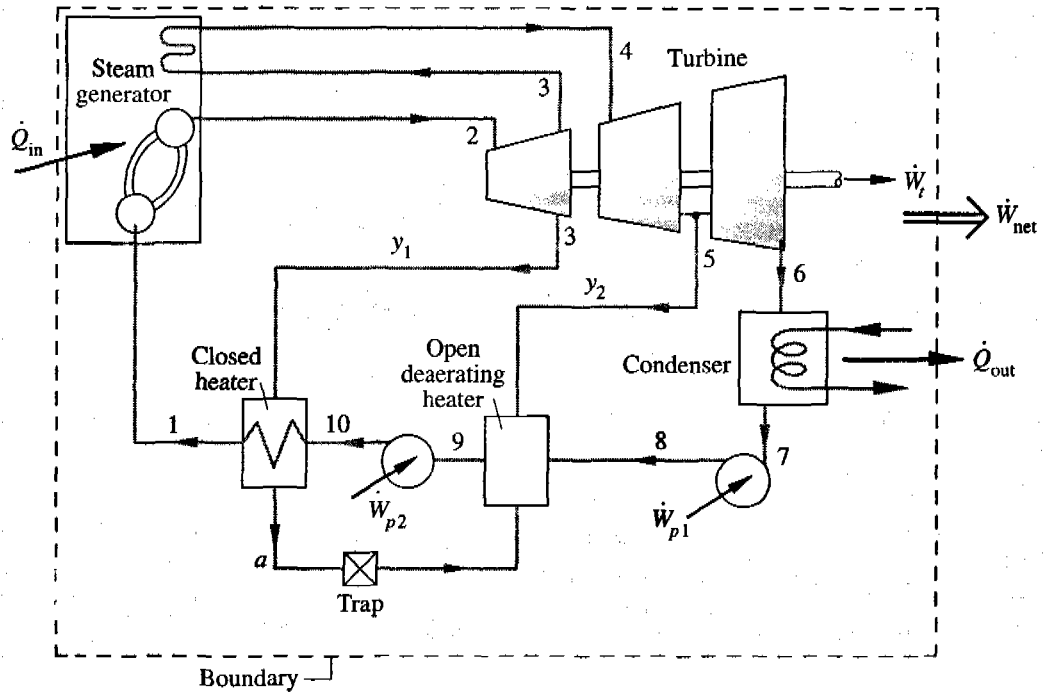 4
Turbine
Steam
generator
3
2
Q̇in
Ẇt
Ẇnet
3
y1
5
6
y2
Closed
heater
Open
deaerating
heater
Condenser
Q̇out
1
10
9
8
7
Ẇp2
Ẇp1
a
Trap
Boundary